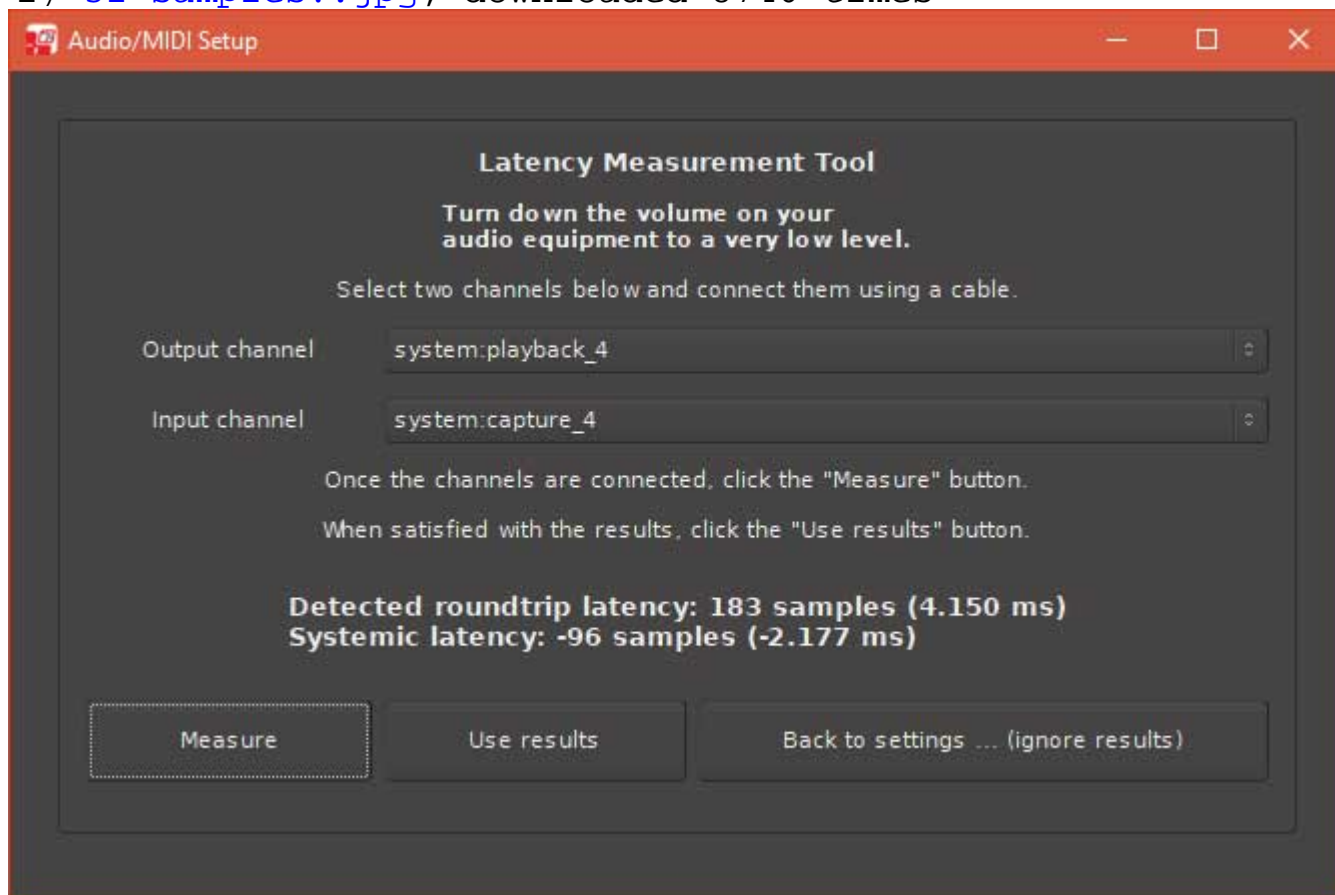 Audio/MIDI Setup
Latency Measurement Tool
Turn down the volume on your
audio equipment to a very low level.
Select two channels below and connect them using a cable.
Output channel system:playback_4
Input channel system:capture_4
Once the channels are connected, click the "Measure" button.
When satisfied with the results, click the "Use results" button.
Detected roundtrip latency: 183 samples (4.150 ms)
Systemic latency: -96 samples (-2.177 ms)
Measure Use results Back to settings ... (ignore results)